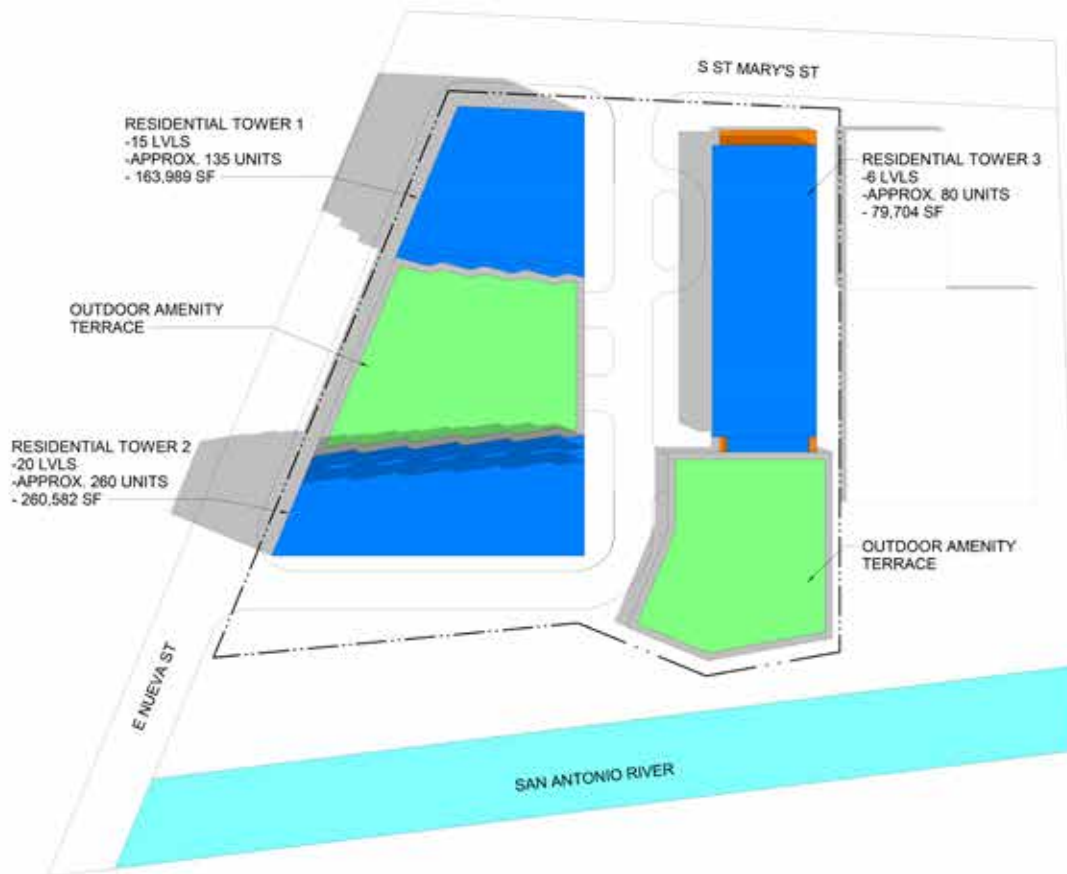 S ST MARY'S ST
RESIDENTIAL TOWER 1
-15 LVLS
-APPROX. 135 UNITS
- 163,989 SF
RESIDENTIAL TOWER 3
-6 LVLS
-APPROX. 80 UNITS
- 79,704 SF
OUTDOOR AMENITY
TERRACE
RESIDENTIAL TOWER 2
-20 LVLS
-APPROX. 260 UNITS
- 260,582 SF
OUTDOOR AMENITY
TERRACE
E NUEVA ST
SAN ANTONIO RIVER